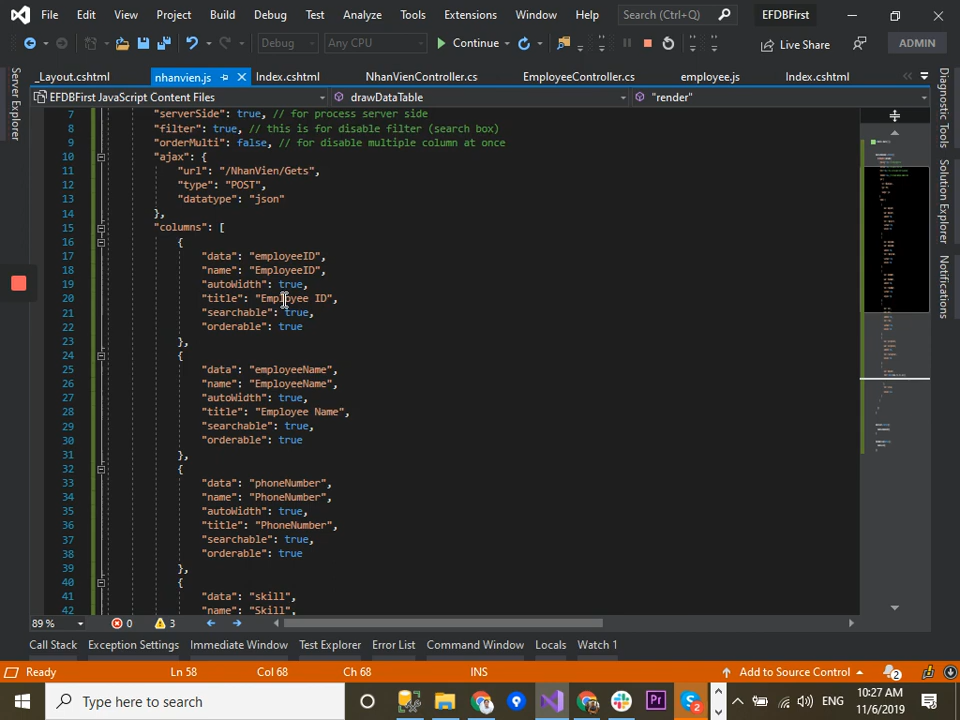 File Edit View Project Build Debug Test Analyze Tools Extensions Window Help Search (Ctrl+Q) EFDBFirst
Debug Any CPU Continue Live Share ADMIN
_Layout.cshtml nhanvien.js Index.cshtml NhanVienController.cs EmployeeController.cs employee.js Index.cshtml
EFDBFirst JavaScript Content Files drawDataTable "render"
Server Explorer
Diagnostic Tools
Solution Explorer
Notifications
7 "serverSide": true, // for process server side
8 "filter": true, // this is for disable filter (search box)
9 "orderMulti": false, // for disable multiple column at once
10 "ajax": {
11 "url": "/NhanVien/Gets",
12 "type": "POST",
13 "datatype": "json"
14 },
15 "columns": [
16 {
17 "data": "employeeID",
18 "name": "EmployeeID",
19 "autoWidth": true,
20 "title": "Employee ID",
21 "searchable": true,
22 "orderable": true
23 },
24 {
25 "data": "employeeName",
26 "name": "EmployeeName",
27 "autoWidth": true,
28 "title": "Employee Name",
29 "searchable": true,
30 "orderable": true
31 },
32 {
33 "data": "phoneNumber",
34 "name": "PhoneNumber",
35 "autoWidth": true,
36 "title": "PhoneNumber",
37 "searchable": true,
38 "orderable": true
39 },
40 {
41 "data": "skill",
42 "name": "Skill",
89 % 0 3
Call Stack Exception Settings Immediate Window Test Explorer Error List Command Window Locals Watch 1
Ready Ln 58 Col 68 Ch 68 INS Add to Source Control 2
Type here to search 2 ENG 10:27 AM
11/6/2019